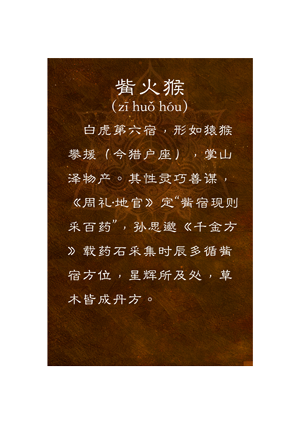 觜火猴
（zī huǒ hóu）
白虎第六宿，形如猿猴
攀援（今猎户座），掌山
泽物产。其性灵巧善谋，
《周礼·地官》定“觜宿现则
采百药”，孙思邈《千金方
》载药石采集时辰多循觜
宿方位，星辉所及处，草
木皆成丹方。